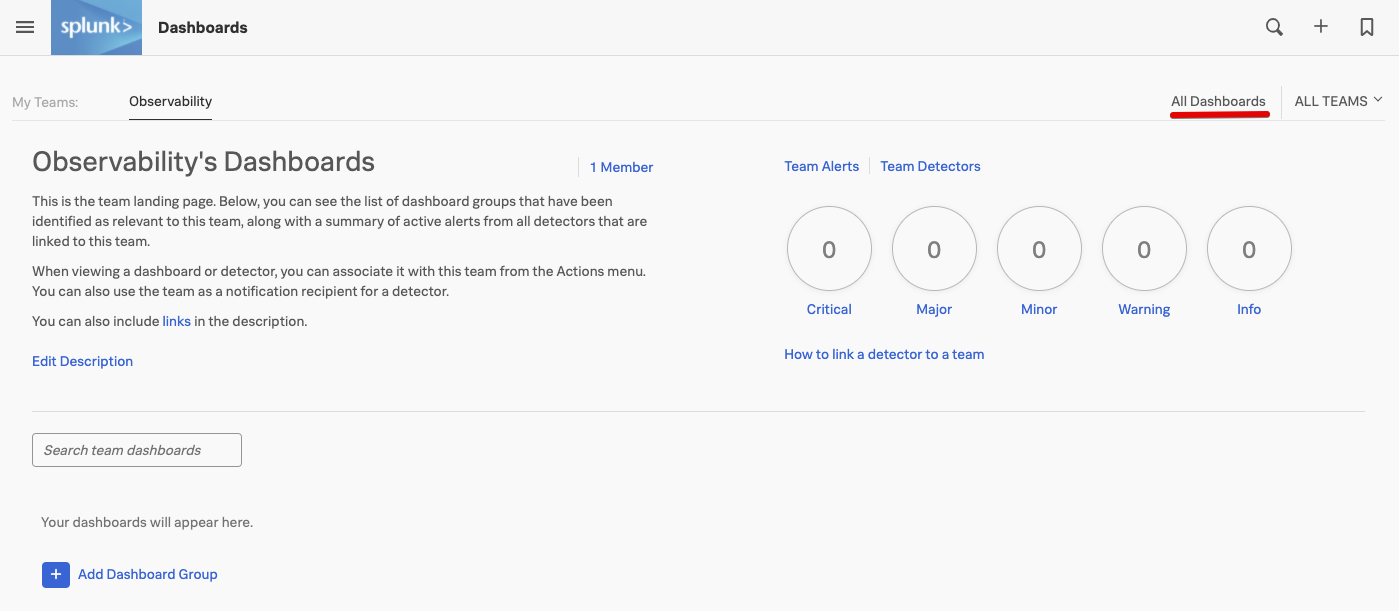 splunk> Dashboards
My Teams: Observability All Dashboards ALL TEAMS
Observability's Dashboards
1 Member
This is the team landing page. Below, you can see the list of dashboard groups that have been
identified as relevant to this team, along with a summary of active alerts from all detectors that are
linked to this team.
When viewing a dashboard or detector, you can associate it with this team from the Actions menu.
You can also use the team as a notification recipient for a detector.
You can also include links in the description.
Edit Description
Team Alerts Team Detectors
0 0 0 0 0
Critical Major Minor Warning Info
How to link a detector to a team
Search team dashboards
Your dashboards will appear here.
+ Add Dashboard Group